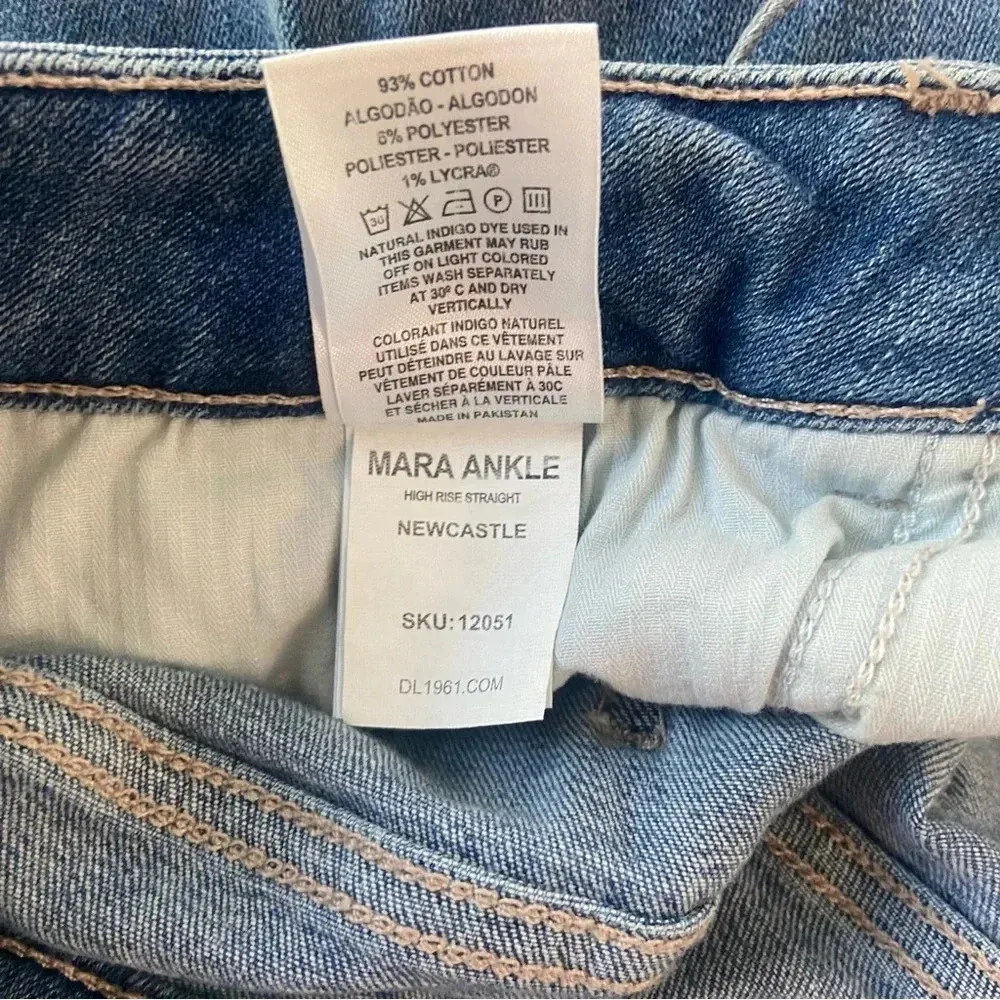 93% COTTON
ALGODÃO - ALGODON
6% POLYESTER
POLIESTER - POLIESTER
1% LYCRA®
30 P
NATURAL INDIGO DYE USED IN
THIS GARMENT MAY RUB
OFF ON LIGHT COLORED
ITEMS WASH SEPARATELY
AT 30º C AND DRY
VERTICALLY
COLORANT INDIGO NATUREL
UTILISÉ DANS CE VÊTEMENT
PEUT DÉTEINDRE AU LAVAGE SUR
VÊTEMENT DE COULEUR PÂLE
LAVER SÉPARÉMENT À 30C
ET SÉCHER À LA VERTICALE
MADE IN PAKISTAN
MARA ANKLE
HIGH RISE STRAIGHT
NEWCASTLE
SKU:12051
DL1961.COM